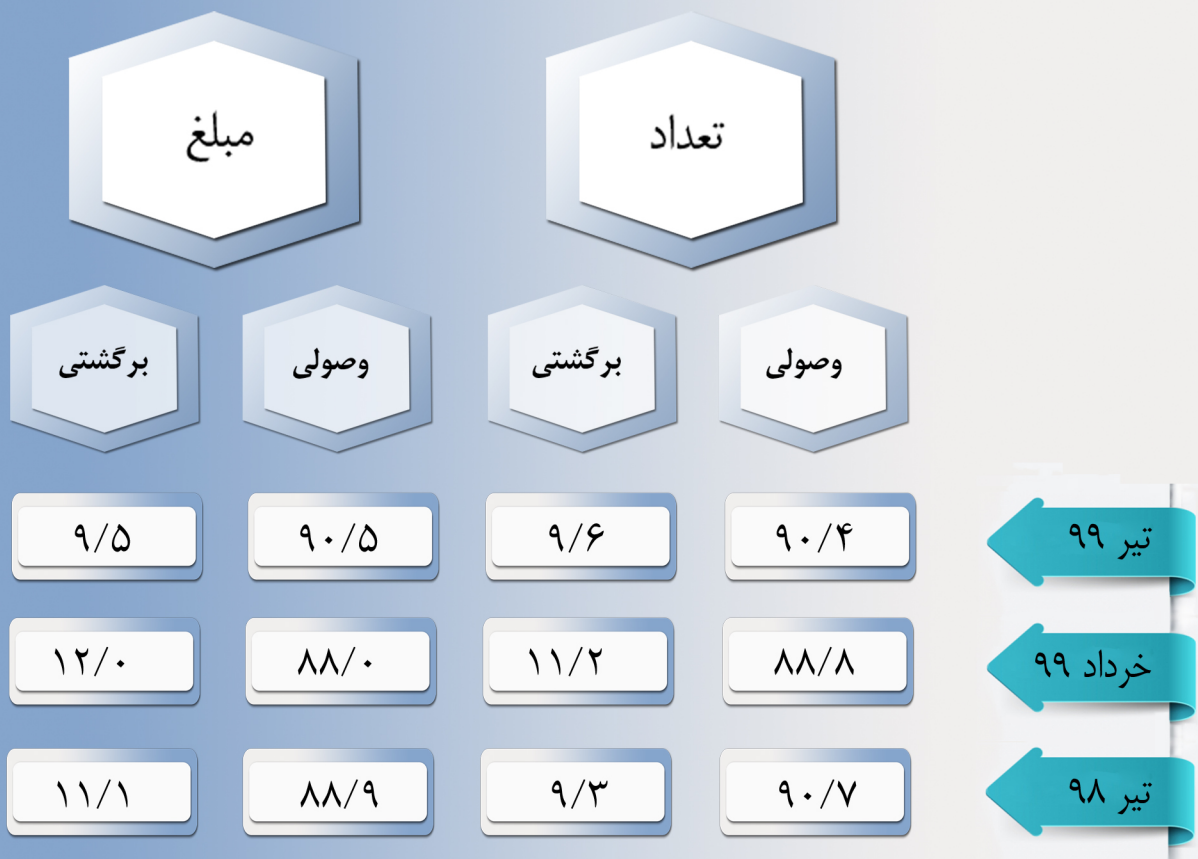 تعداد مبلغ
وصولی برگشتی وصولی برگشتی
تیر ۹۹ ۹۰/۴ ۹/۶ ۹۰/۵ ۹/۵
خرداد ۹۹ ۸۸/۸ ۱۱/۲ ۸۸/۰ ۱۲/۰
تیر ۹۸ ۹۰/۷ ۹/۳ ۸۸/۹ ۱۱/۱